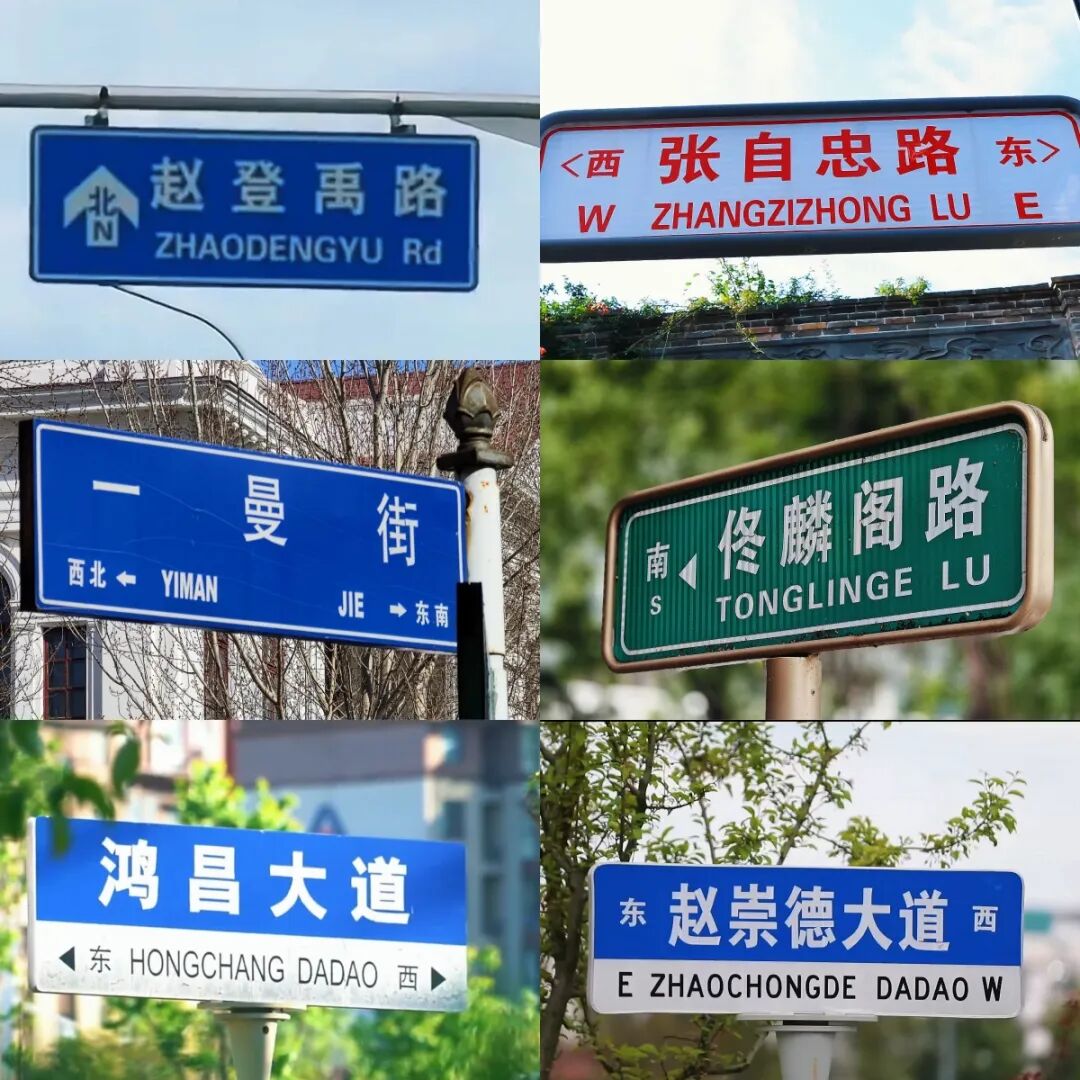 北 赵登禹路
N ZHAODENGYU Rd
<西 张自忠路 东>
W ZHANGZIZHONG LU E
一曼街
西北 YIMAN JIE 东南
南 佟麟阁路
S TONGLINGE LU
鸿昌大道
东 HONGCHANG DADAO 西
东 赵崇德大道 西
E ZHAOCHONGDE DADAO W